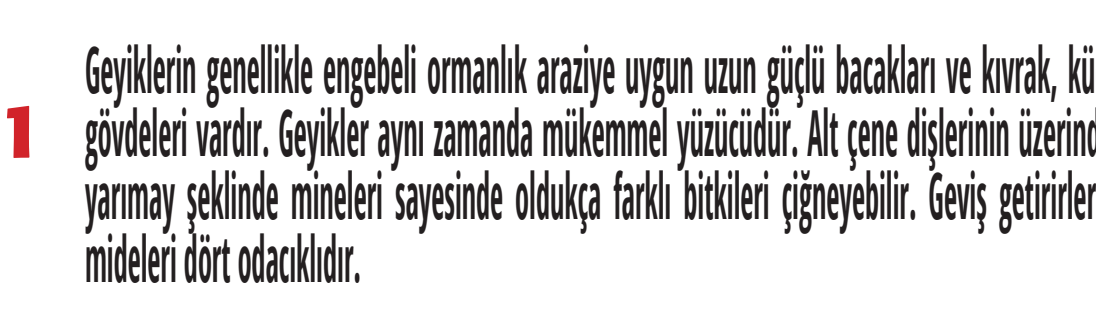 1
Geyiklerin genellikle engebeli ormanlık araziye uygun uzun güçlü bacakları ve kıvrak,
gövdeleri vardır. Geyikler aynı zamanda mükemmel yüzücüdür. Alt çene dişlerinin
yarımay şeklinde mineleri sayesinde oldukça farklı bitkileri çiğneyebilir. Geviş getirirler
mideleri dört odacıklıdır.